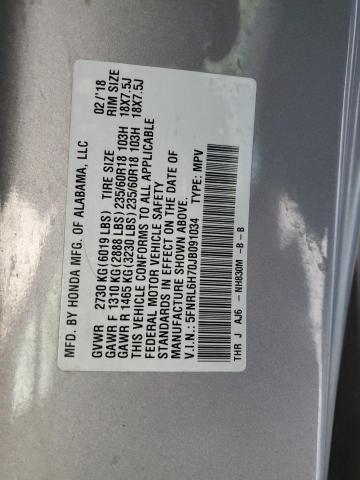 MFD. BY HONDA MFG. OF ALABAMA, LLC 02/'18
GVWR 2730 KG(6019 LBS) TIRE SIZE RIM SIZE
GAWR F 1310 KG(2888 LBS) 235/60R18 103H 18X7.5J
GAWR R 1465 KG(3230 LBS) 235/60R18 103H 18X7.5J
THIS VEHICLE CONFORMS TO ALL APPLICABLE
FEDERAL MOTOR VEHICLE SAFETY
STANDARDS IN EFFECT ON THE DATE OF
MANUFACTURE SHOWN ABOVE.
V.I.N.: 5FNRL6H70JB091034 TYPE: MPV
THR J AJ6 - NH830M -B-B